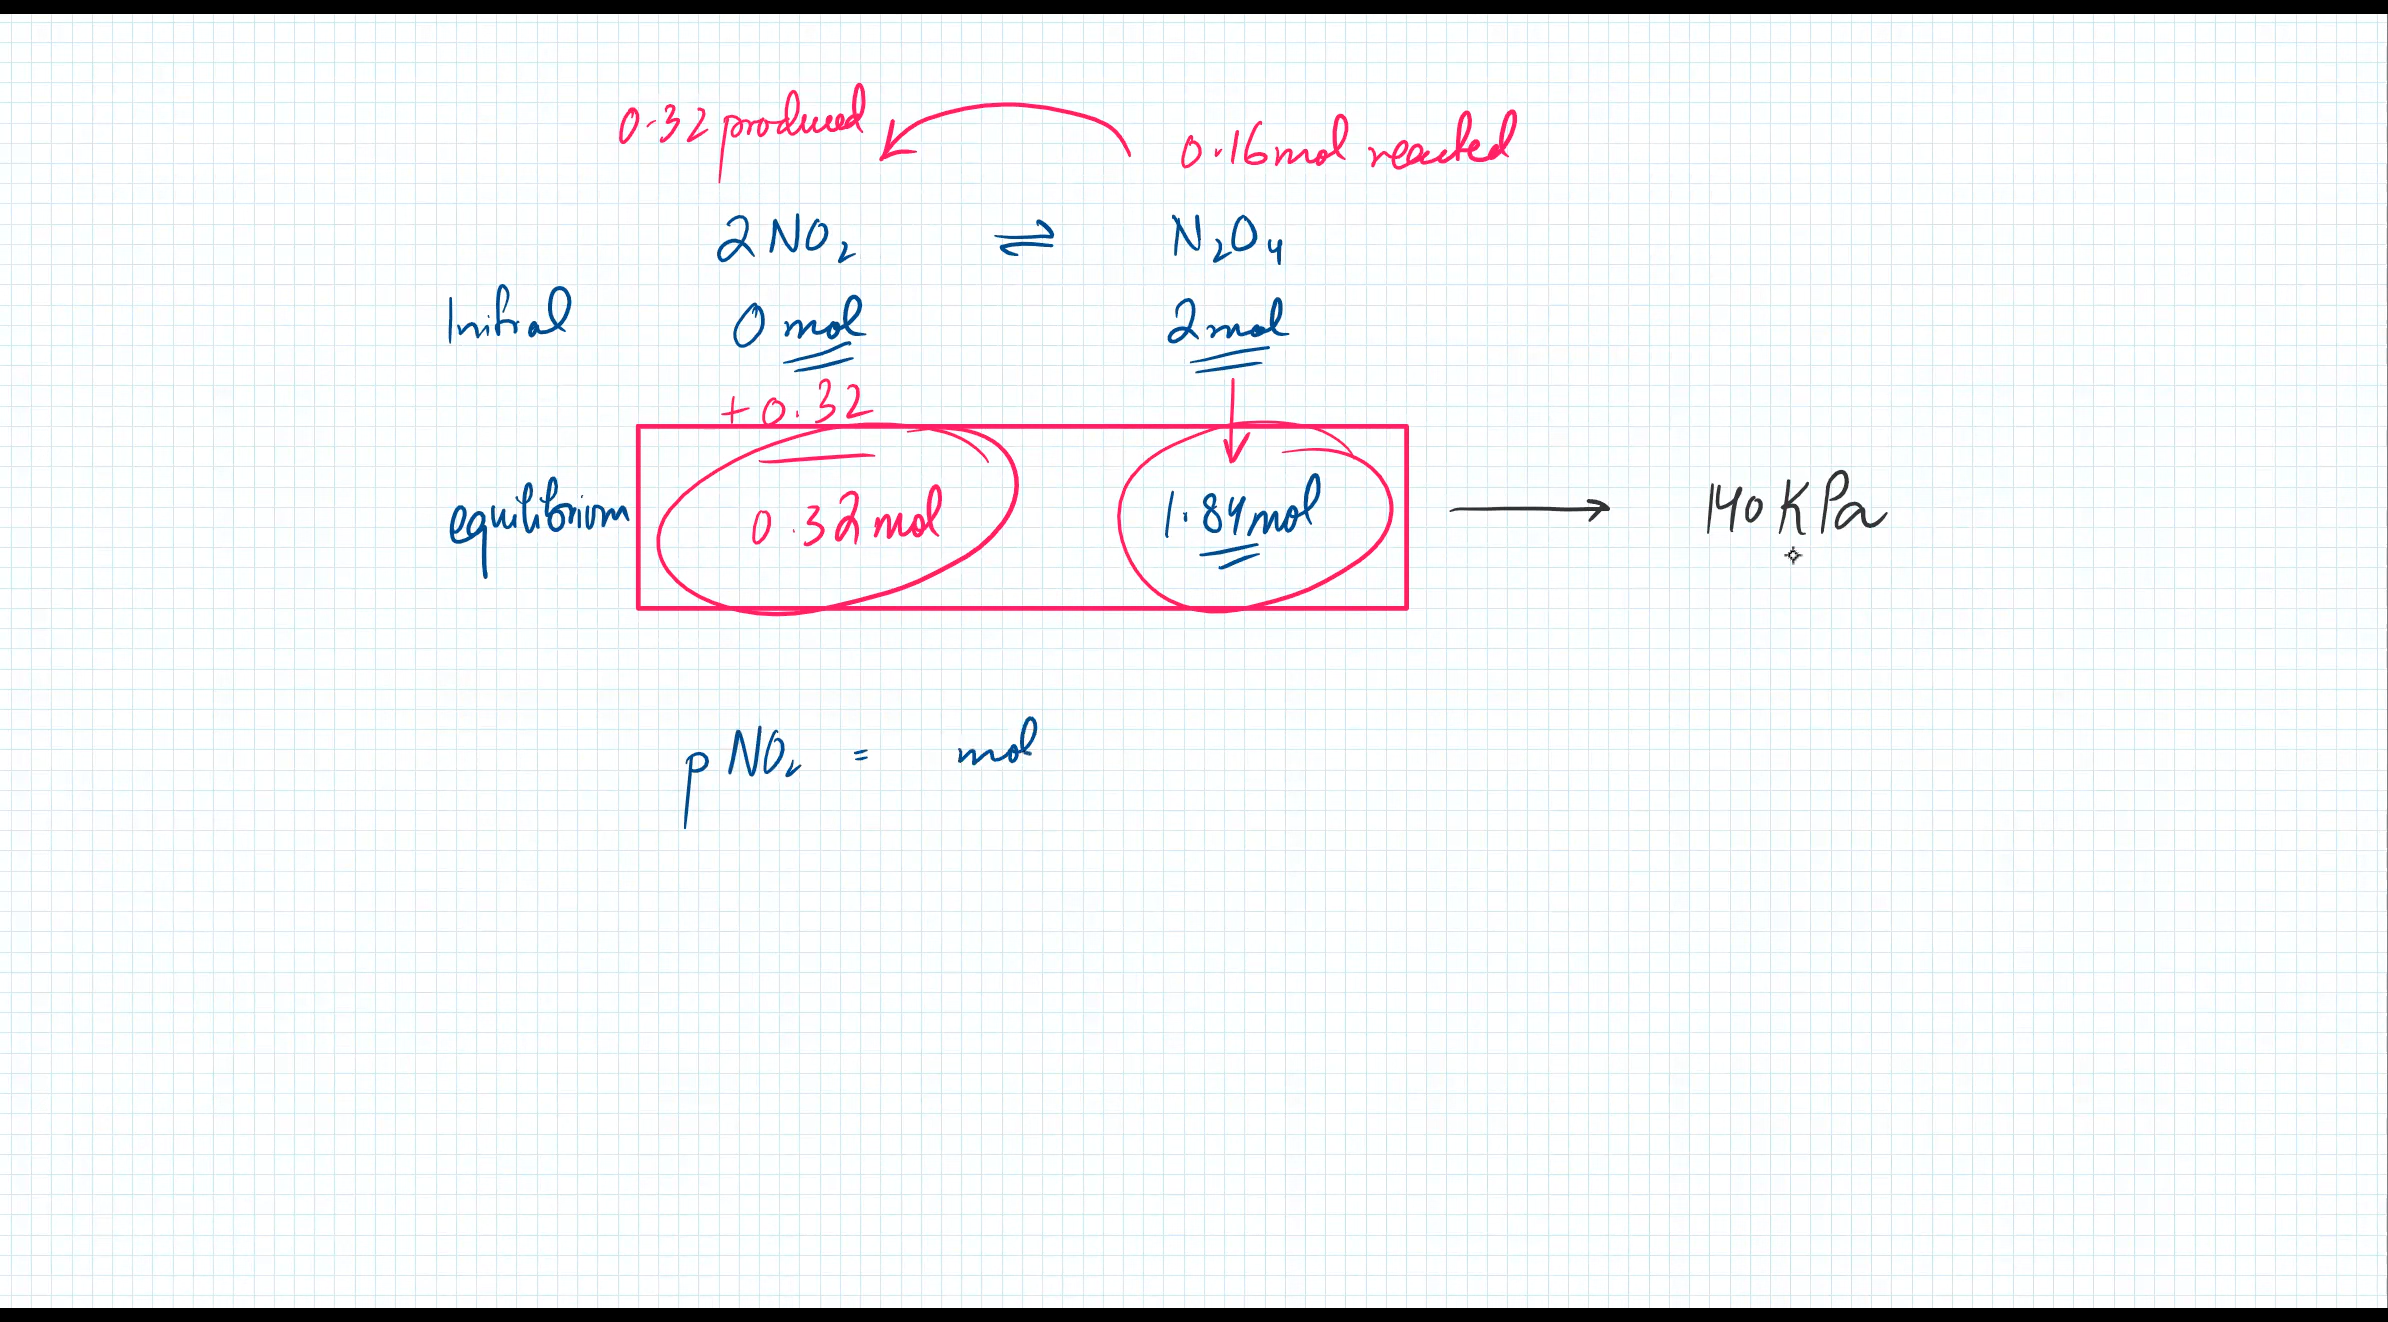 0.32 produced 0.16 mol reacted
2NO₂ ⇌ N₂O₄
Initial 0 mol 2 mol
+0.32
equilibrium 0.32 mol 1.84 mol → 140 KPa
pNO₂ = mol